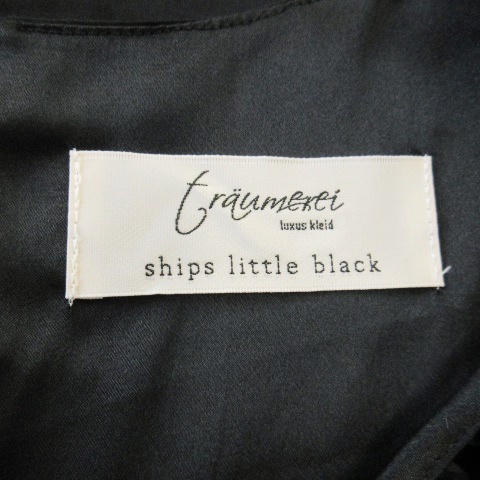 träumerei
luxus kleid
ships little black